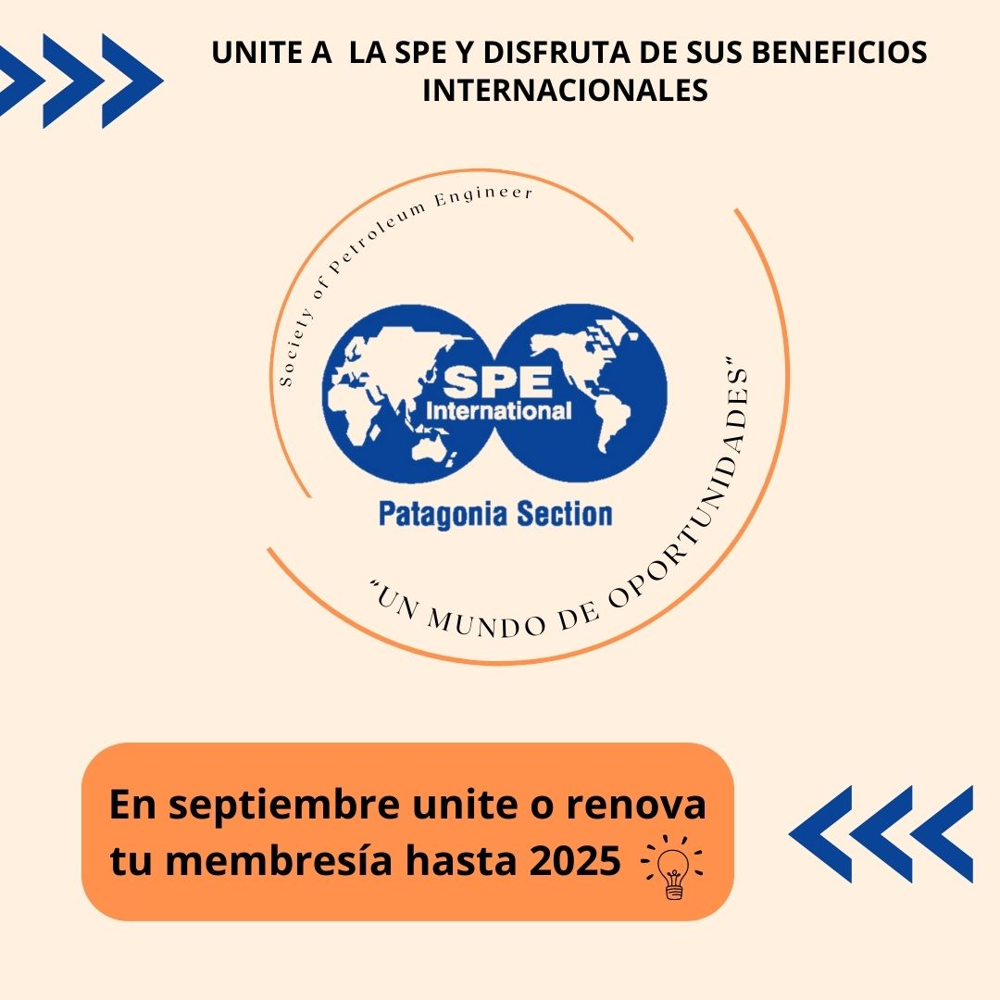 UNITE A LA SPE Y DISFRUTA DE SUS BENEFICIOS
INTERNACIONALES
Society of Petroleum Engineer
SPE
International
Patagonia Section
“UN MUNDO DE OPORTUNIDADES“
En septiembre unite o renova
tu membresía hasta 2025